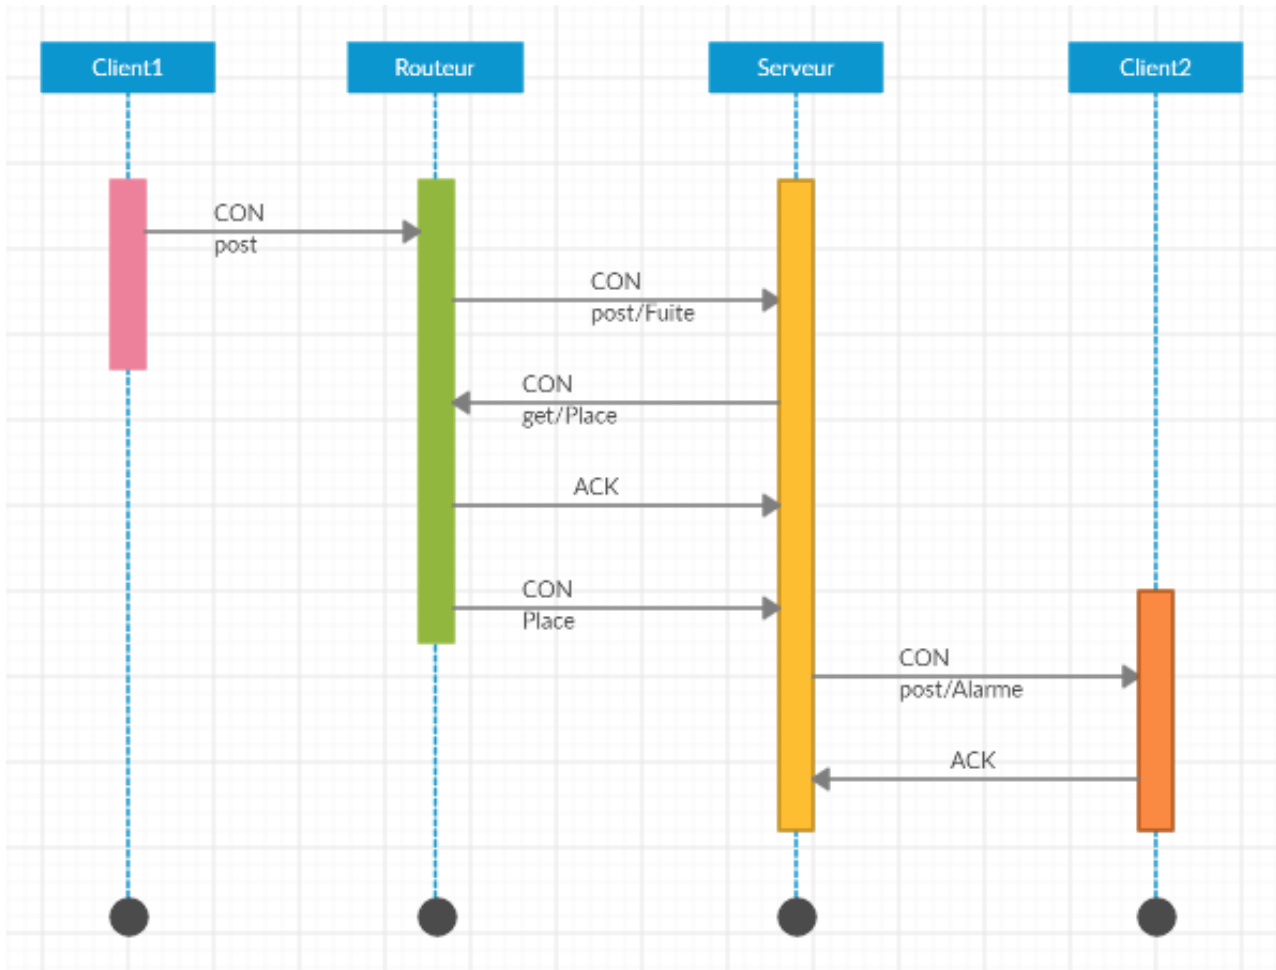 Client1
Routeur
Serveur
Client2
CON
post
CON
post/Fuite
CON
get/Place
ACK
CON
Place
CON
post/Alarme
ACK